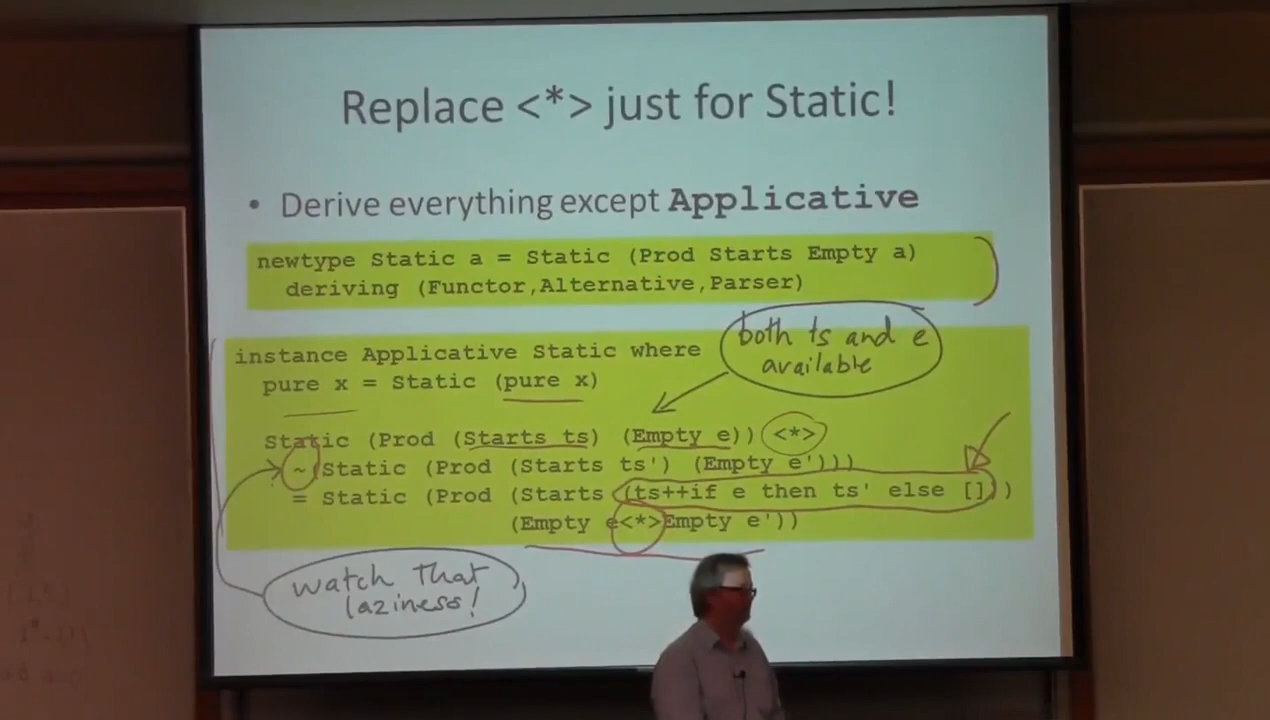 Replace <*> just for Static!
• Derive everything except Applicative
newtype Static a = Static (Prod Starts Empty a)
deriving (Functor,Alternative,Parser)
both ts and e
available
instance Applicative Static where
pure x = Static (pure x)
Static (Prod (Starts ts) (Empty e)) <*>
~(Static (Prod (Starts ts') (Empty e')))
= Static (Prod (Starts (ts++if e then ts' else []))
(Empty e<*>Empty e'))
watch that
laziness!